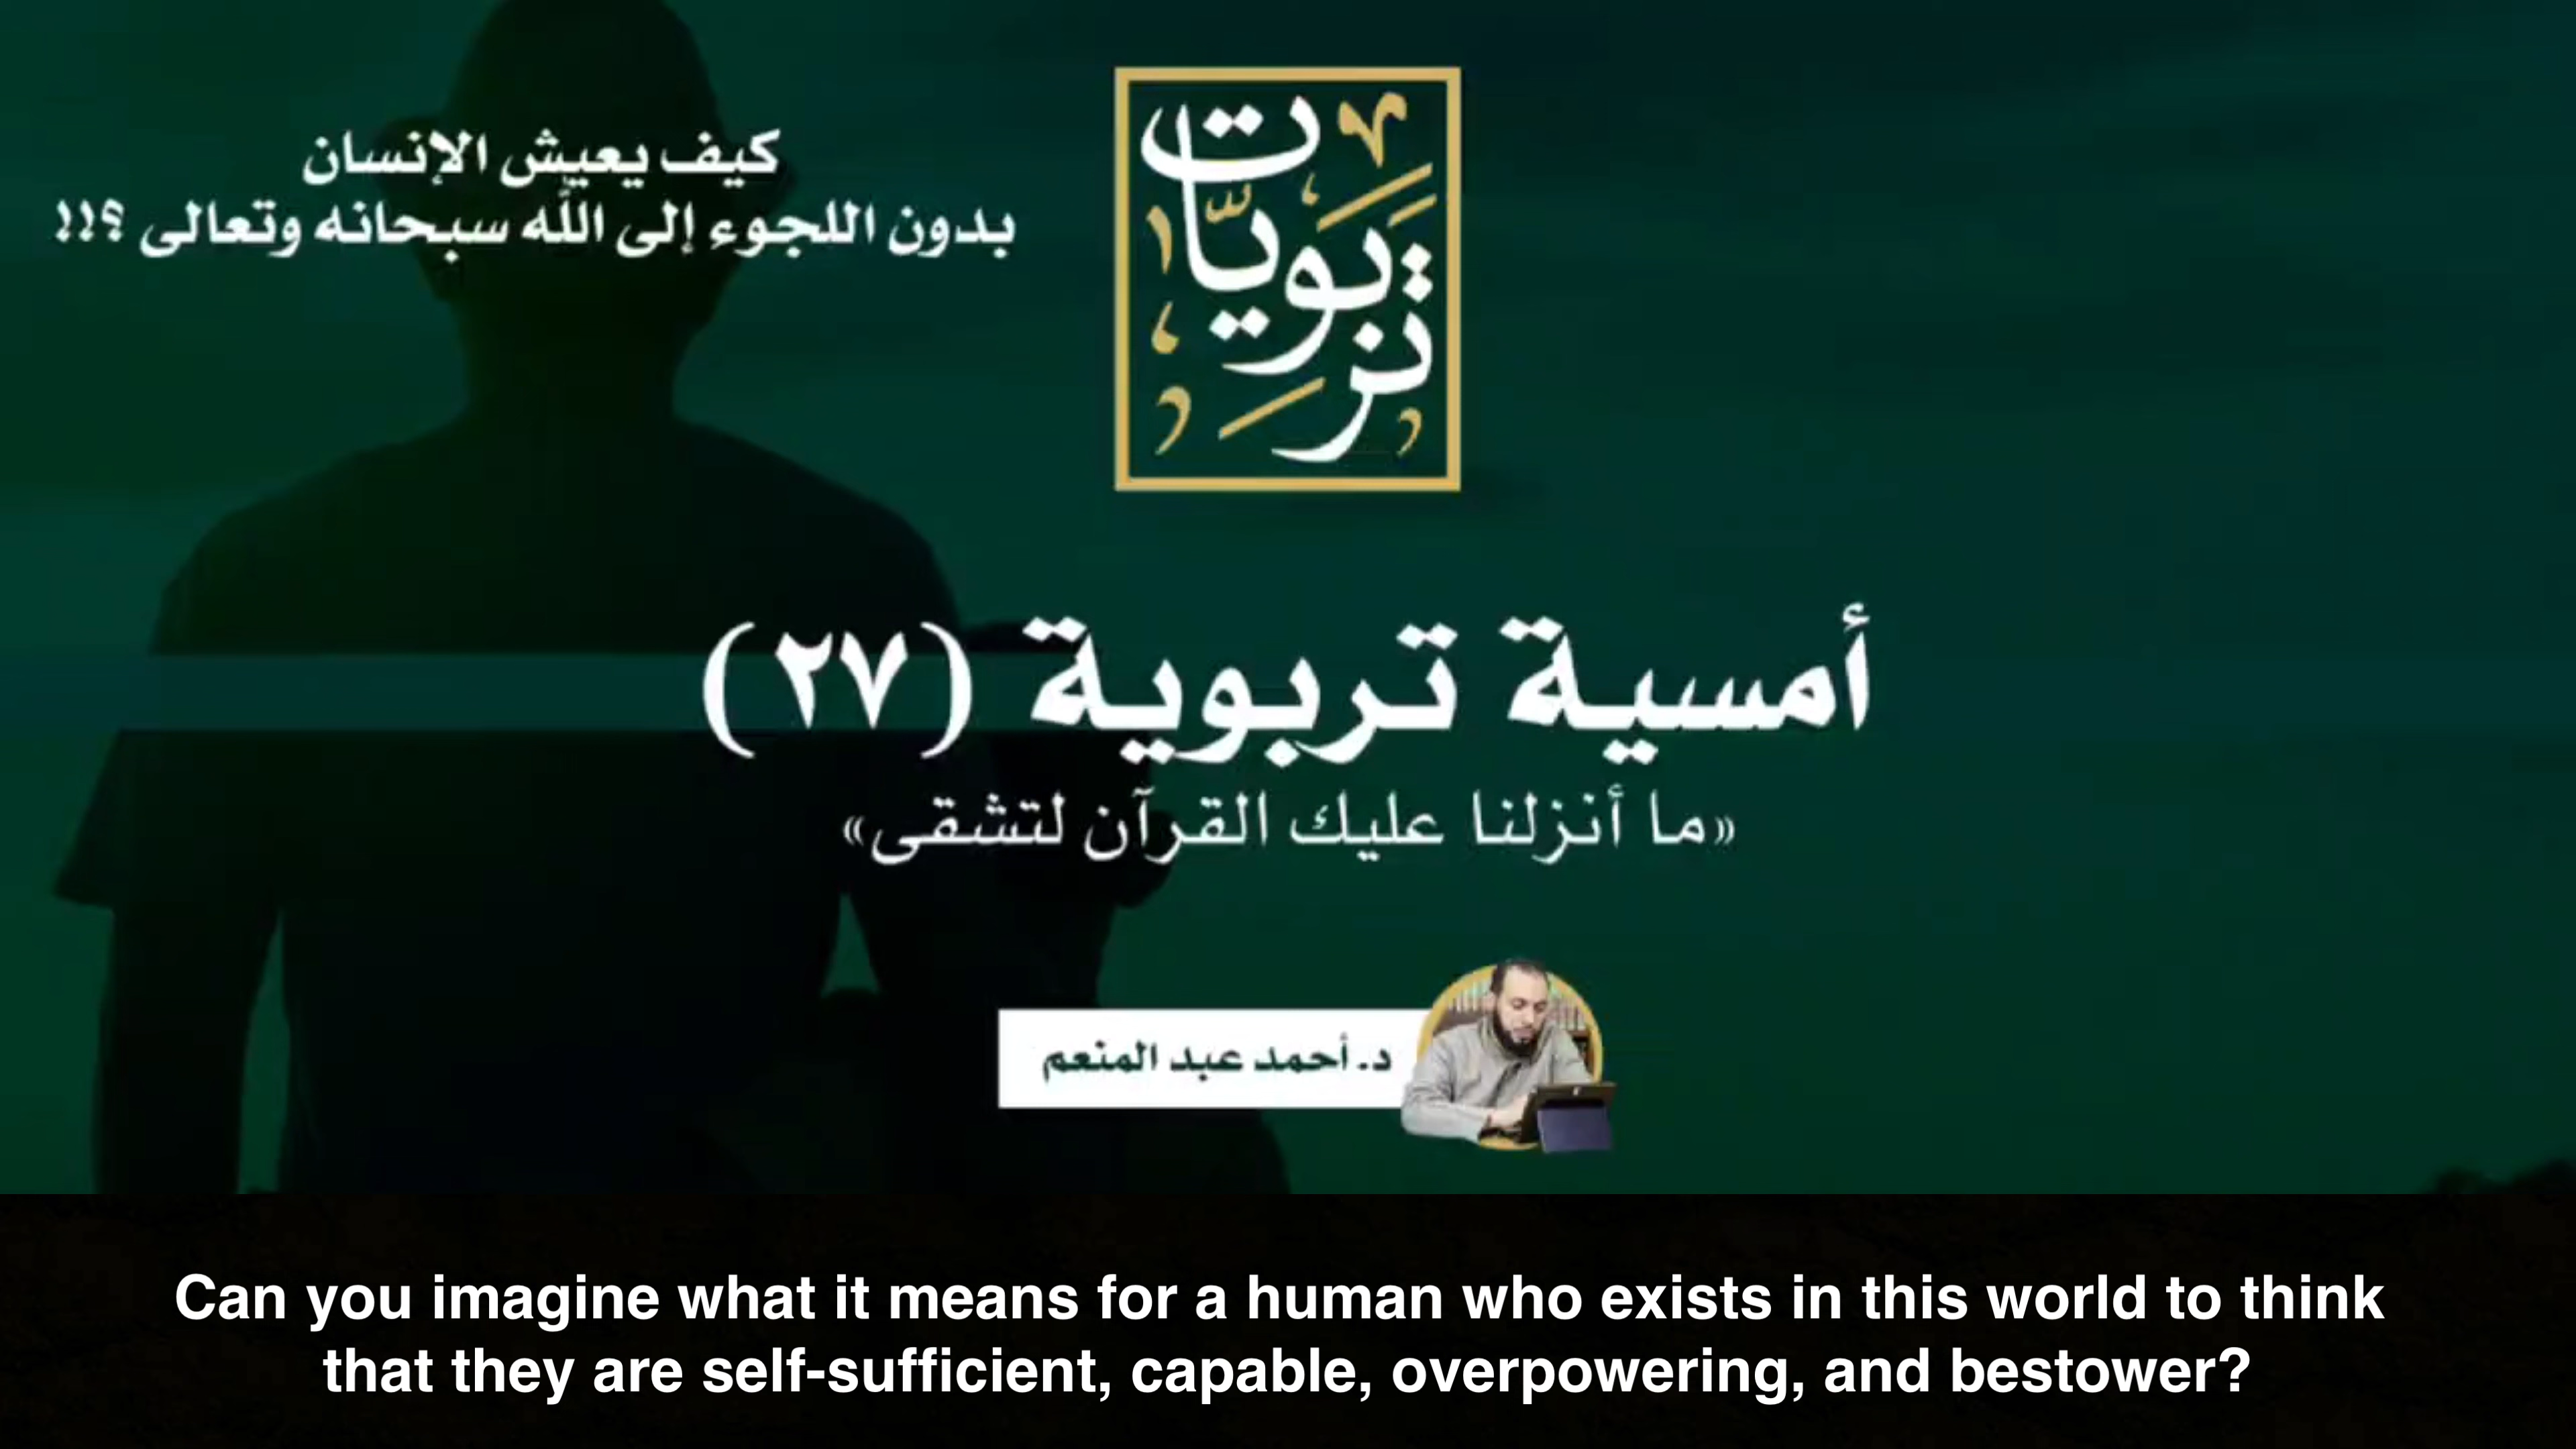 كيف يعيش الإنسان
بدون اللجوء إلى الله سبحانه وتعالى ؟!!
تربويات
أمسية تربوية (٢٧)
«ما أنزلنا عليك القرآن لتشقى»
د. أحمد عبد المنعم
Can you imagine what it means for a human who exists in this world to think
that they are self-sufficient, capable, overpowering, and bestower?